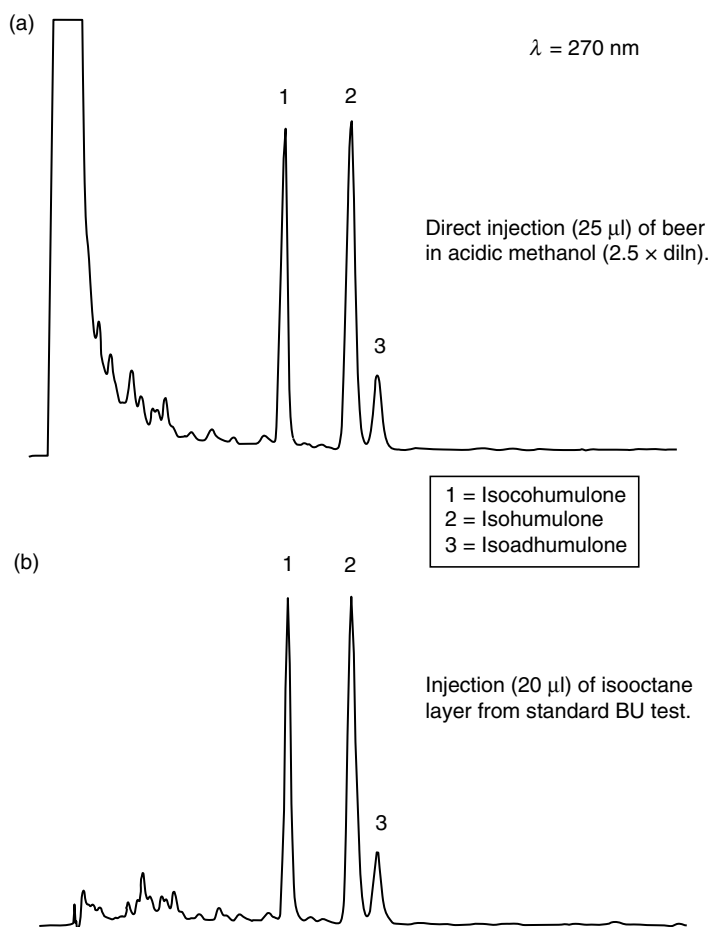 (a)
λ = 270 nm
1
2
Direct injection (25 μl) of beer
in acidic methanol (2.5 × diln).
3
1 = Isocohumulone
2 = Isohumulone
3 = Isoadhumulone
(b)
1
2
Injection (20 μl) of isooctane
layer from standard BU test.
3